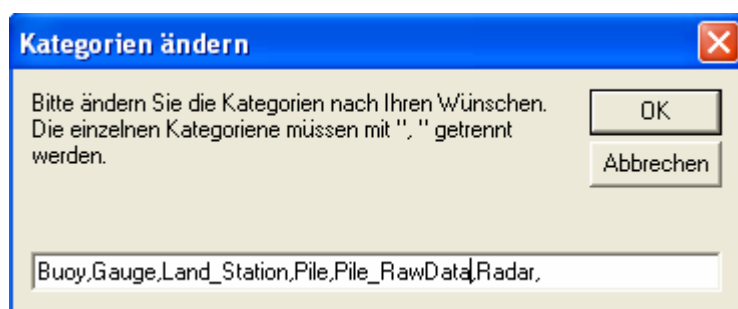 Kategorien ändern
Bitte ändern Sie die Kategorien nach Ihren Wünschen.
Die einzelnen Kategoriene müssen mit ", " getrennt
werden.
OK
Abbrechen
Buoy,Gauge,Land_Station,Pile,Pile_RawData,Radar,